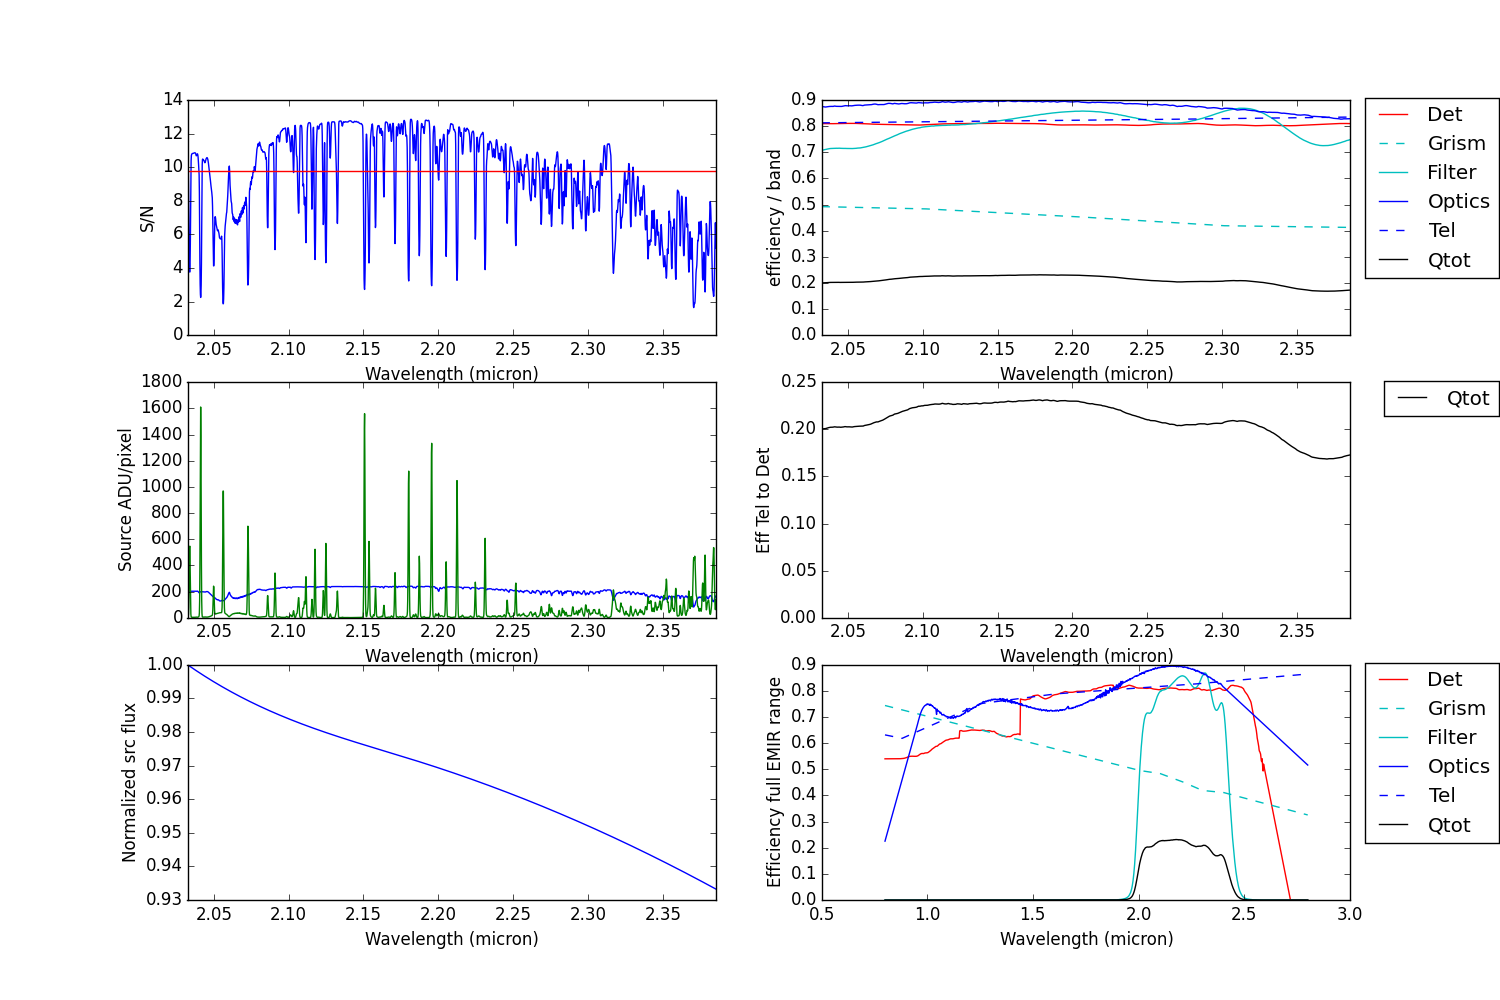 S/N
14
12
10
8
6
4
2
0
2.05 2.10 2.15 2.20 2.25 2.30 2.35
Wavelength (micron)
efficiency / band
0.9
0.8
0.7
0.6
0.5
0.4
0.3
0.2
0.1
0.0
2.05 2.10 2.15 2.20 2.25 2.30 2.35
Wavelength (micron)
Det
Grism
Filter
Optics
Tel
Qtot
Source ADU/pixel
1800
1600
1400
1200
1000
800
600
400
200
0
2.05 2.10 2.15 2.20 2.25 2.30 2.35
Wavelength (micron)
Eff Tel to Det
0.25
0.20
0.15
0.10
0.05
0.00
2.05 2.10 2.15 2.20 2.25 2.30 2.35
Wavelength (micron)
Qtot
Normalized src flux
1.00
0.99
0.98
0.97
0.96
0.95
0.94
0.93
2.05 2.10 2.15 2.20 2.25 2.30 2.35
Wavelength (micron)
Efficiency full EMIR range
0.9
0.8
0.7
0.6
0.5
0.4
0.3
0.2
0.1
0.0
0.5 1.0 1.5 2.0 2.5 3.0
Wavelength (micron)
Det
Grism
Filter
Optics
Tel
Qtot